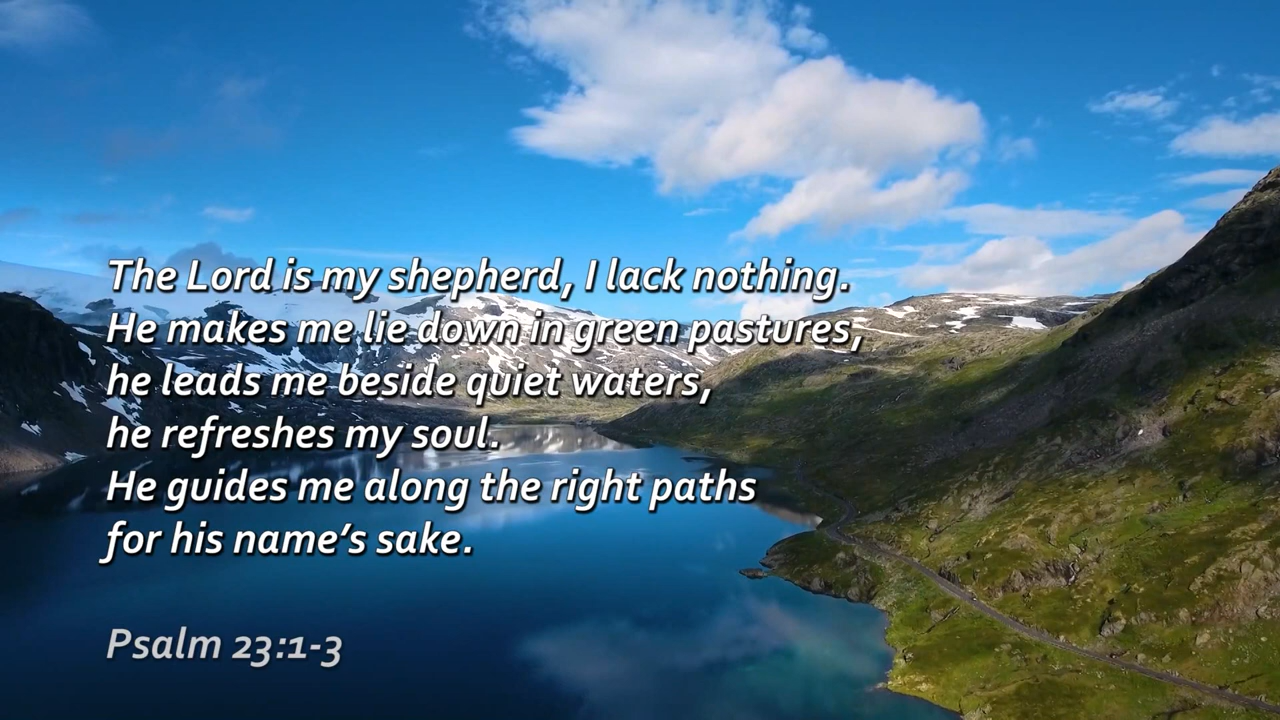 The Lord is my shepherd, I lack nothing.
He makes me lie down in green pastures,
he leads me beside quiet waters,
he refreshes my soul.
He guides me along the right paths
for his name’s sake.
Psalm 23:1-3